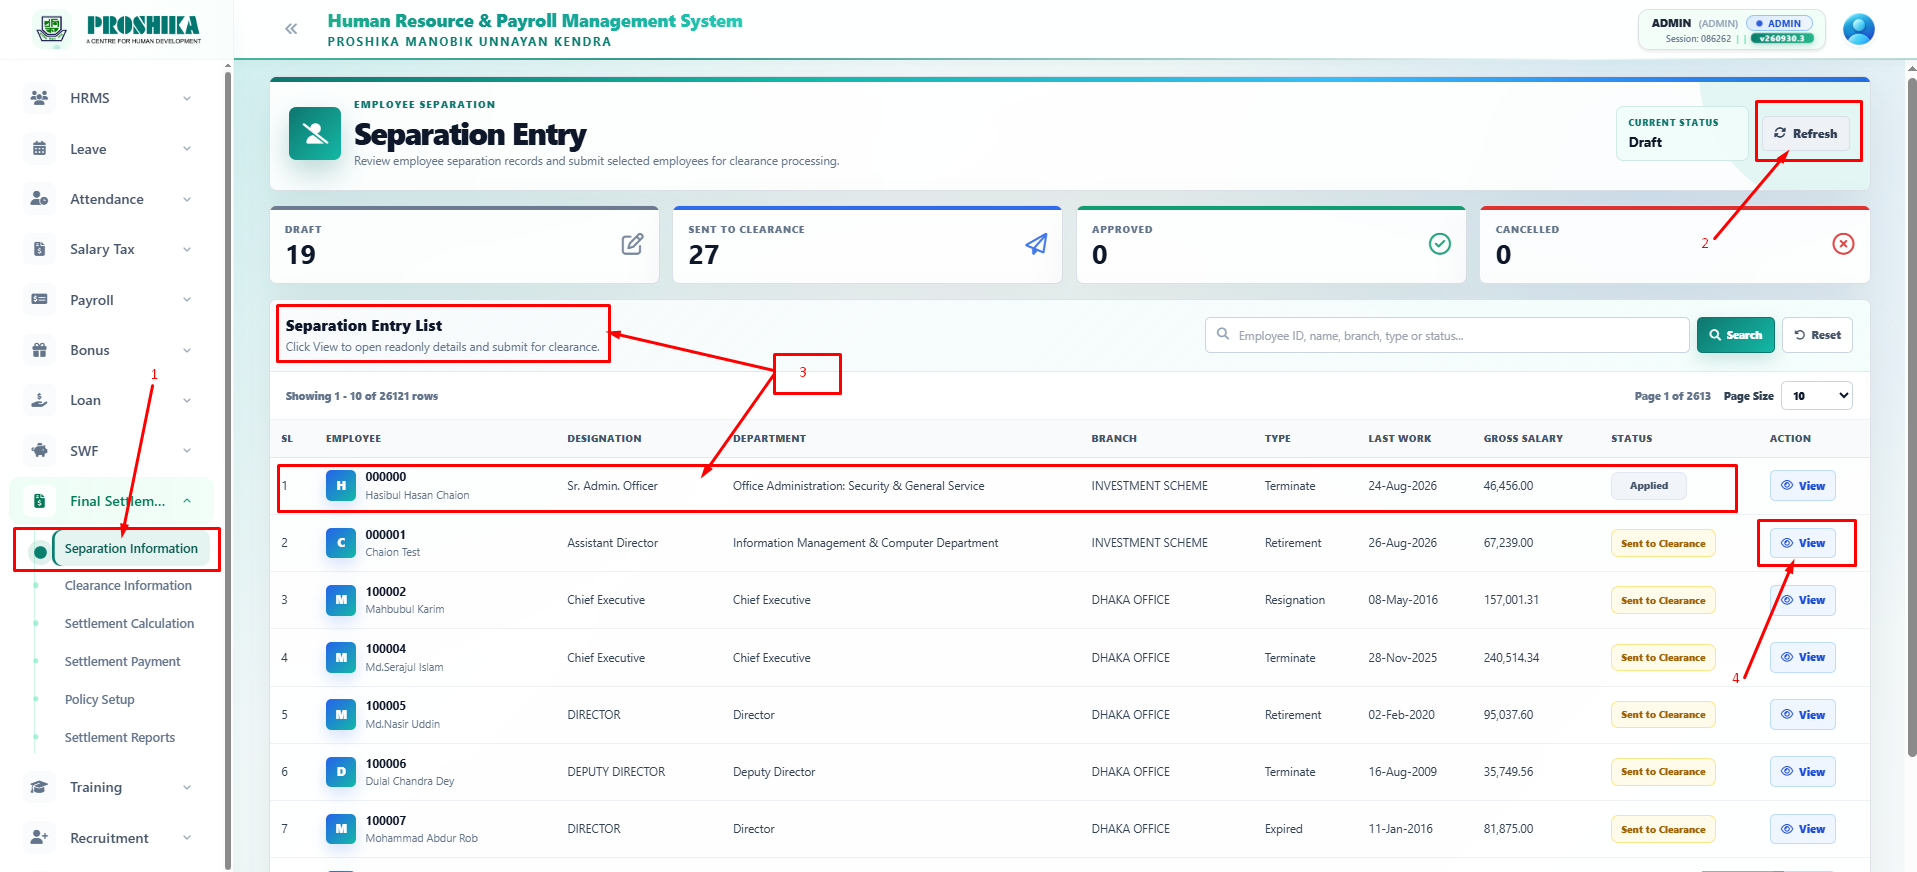 PROSHIKA
A CENTRE FOR HUMAN DEVELOPMENT
Human Resource & Payroll Management System
PROSHIKA MANOBIK UNNAYAN KENDRA
ADMIN (ADMIN) ADMIN
Session: 086262 | | v260930.3
HRMS
Leave
Attendance
Salary Tax
Payroll
Bonus
1
Loan
SWF
Final Settlem...
Separation Information
Clearance Information
Settlement Calculation
Settlement Payment
Policy Setup
Settlement Reports
Training
Recruitment
EMPLOYEE SEPARATION
Separation Entry
Review employee separation records and submit selected employees for clearance processing.
CURRENT STATUS
Draft
Refresh
2
DRAFT
19
SENT TO CLEARANCE
27
APPROVED
0
CANCELLED
0
Separation Entry List
Click View to open readonly details and submit for clearance.
3
Employee ID, name, branch, type or status...
Search
Reset
Showing 1 - 10 of 26121 rows
Page 1 of 2613 Page Size 10
SL EMPLOYEE DESIGNATION DEPARTMENT BRANCH TYPE LAST WORK GROSS SALARY STATUS ACTION
1 000000 Hasibul Hasan Chaion H Sr. Admin. Officer Office Administration: Security & General Service INVESTMENT SCHEME Terminate 24-Aug-2026 46,456.00 Applied View
2 C 000001 Chaion Test Assistant Director Information Management & Computer Department INVESTMENT SCHEME Retirement 26-Aug-2026 67,239.00 Sent to Clearance View
3 M 100002 Mahbubul Karim Chief Executive Chief Executive DHAKA OFFICE Resignation 08-May-2016 157,001.31 Sent to Clearance View
4 M 100004 Md.Serajul Islam Chief Executive Chief Executive DHAKA OFFICE Terminate 28-Nov-2025 240,514.34 Sent to Clearance View
4
5 M 100005 Md.Nasir Uddin DIRECTOR Director DHAKA OFFICE Retirement 02-Feb-2020 95,037.60 Sent to Clearance View
6 D 100006 Dulal Chandra Dey DEPUTY DIRECTOR Deputy Director DHAKA OFFICE Terminate 16-Aug-2009 35,749.56 Sent to Clearance View
7 M 100007 Mohammad Abdur Rob DIRECTOR Director DHAKA OFFICE Expired 11-Jan-2016 81,875.00 Sent to Clearance View